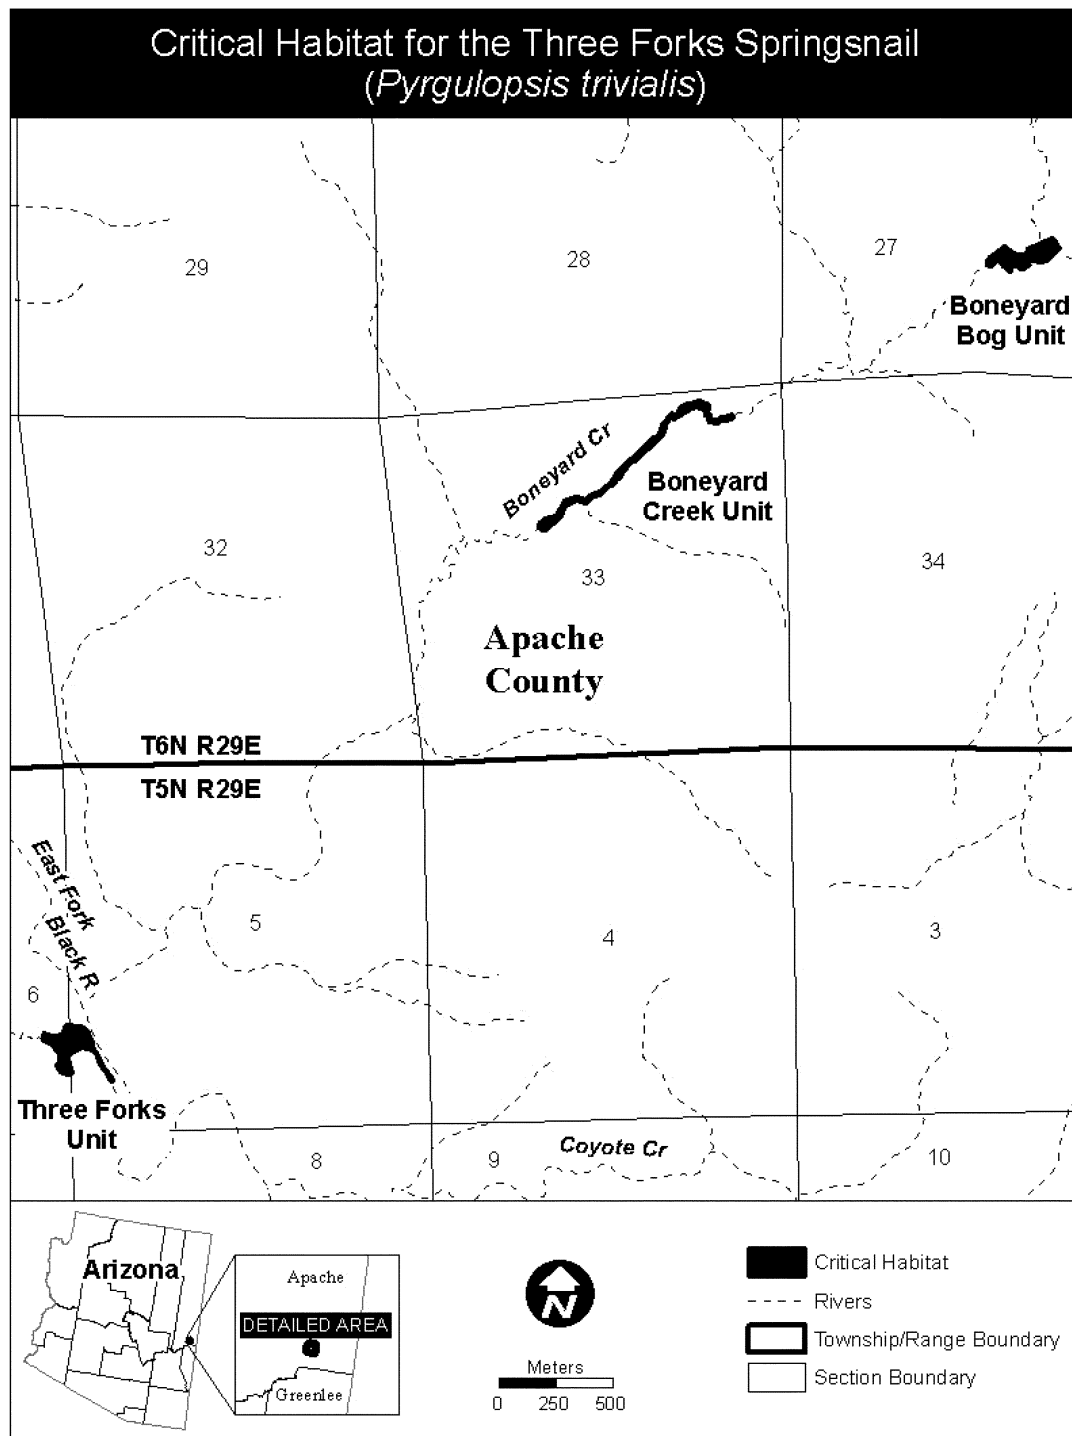 Critical Habitat for the Three Forks Springsnail
(Pyrgulopsis trivialis)
29
28
27
Boneyard
Bog Unit
Boneyard Cr
Boneyard
Creek Unit
32
33
34
Apache
County
T6N R29E
T5N R29E
East Fork
Black R
5
4
3
6
Three Forks
Unit
8
9
Coyote Cr
10
Arizona
Apache
DETAILED AREA
Greenlee
N
Meters
0 250 500
Critical Habitat
Rivers
Township/Range Boundary
Section Boundary